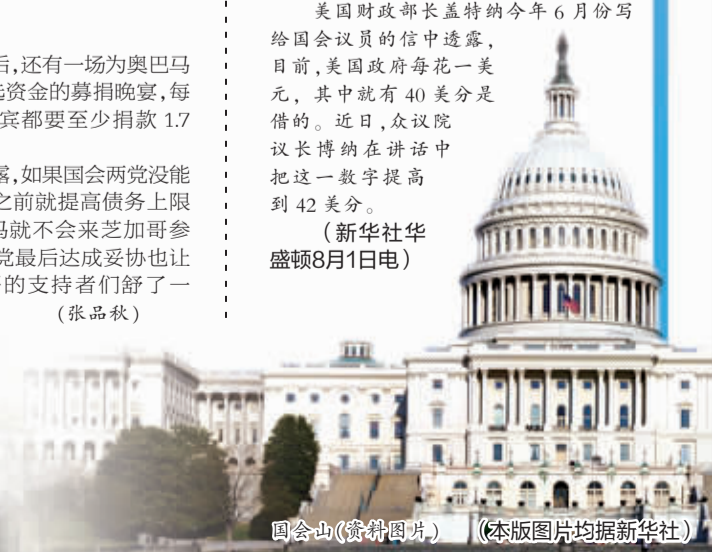 后,还有一场为奥巴马
选资金的募捐晚宴,每
宾都要至少捐款 1.7
露,如果国会两党没能
之前就提高债务上限
马就不会来芝加哥参
党最后达成妥协也让
的支持者们舒了一
(张品秋)
美国财政部长盖特纳今年 6 月份写
给国会议员的信中透露,
目前,美国政府每花一美
元，其中就有 40 美分是
借的。近日,众议院
议长博纳在讲话中
把这一数字提高
到 42 美分。
（新华社华
盛顿8月1日电）
国会山(资料图片)
（本版图片均据新华社）